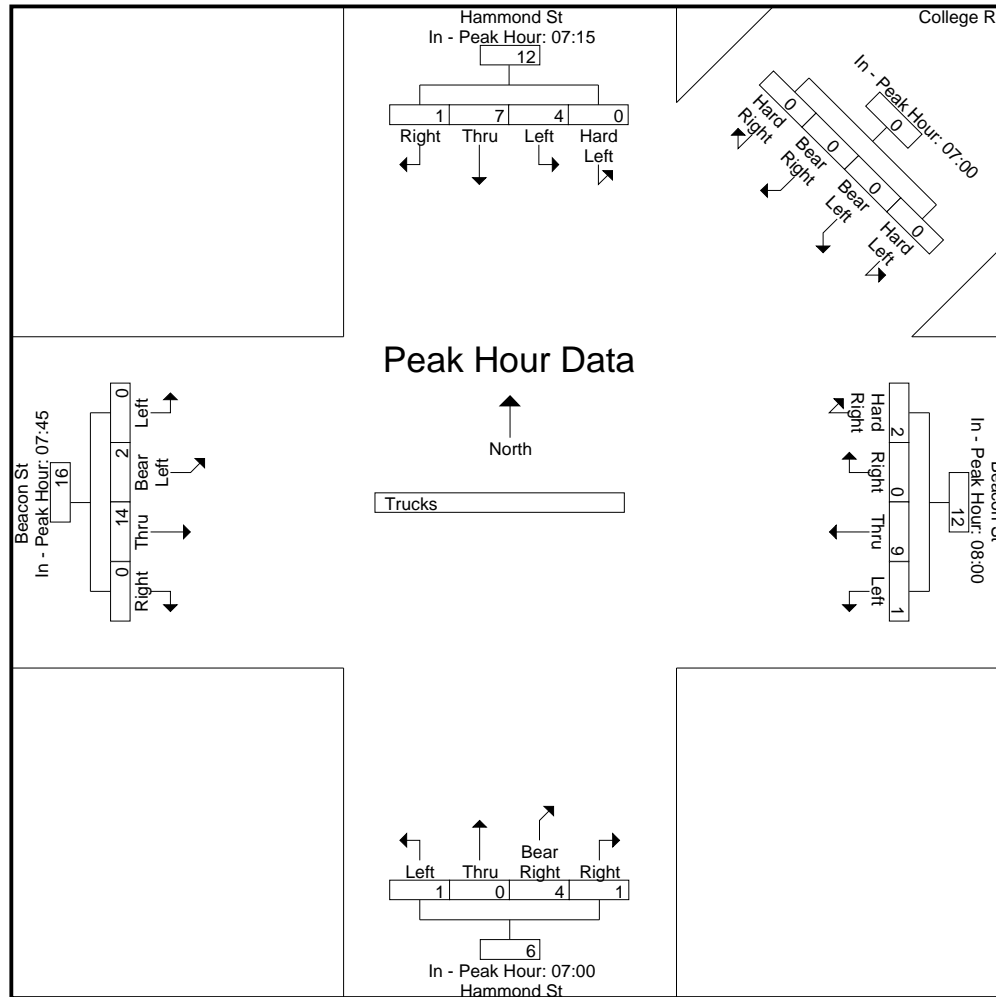 Hammond St
In - Peak Hour: 07:15
12
1 7 4 0
Right Thru Left Hard
Left
College R
In - Peak Hour: 07:00
0
0 0 0 0
Hard
Right
Bear
Right
Bear
Left
Hard
Left
Peak Hour Data
North
Trucks
Beacon St
In - Peak Hour: 07:45
16
0 2 14 0
Left
Bear
Left
Thru
Right
Beacon St
In - Peak Hour: 08:00
12
2 0 9 1
Hard
Right
Right
Thru
Left
Left Thru Bear
Right Right
1 0 4 1
6
In - Peak Hour: 07:00
Hammond St